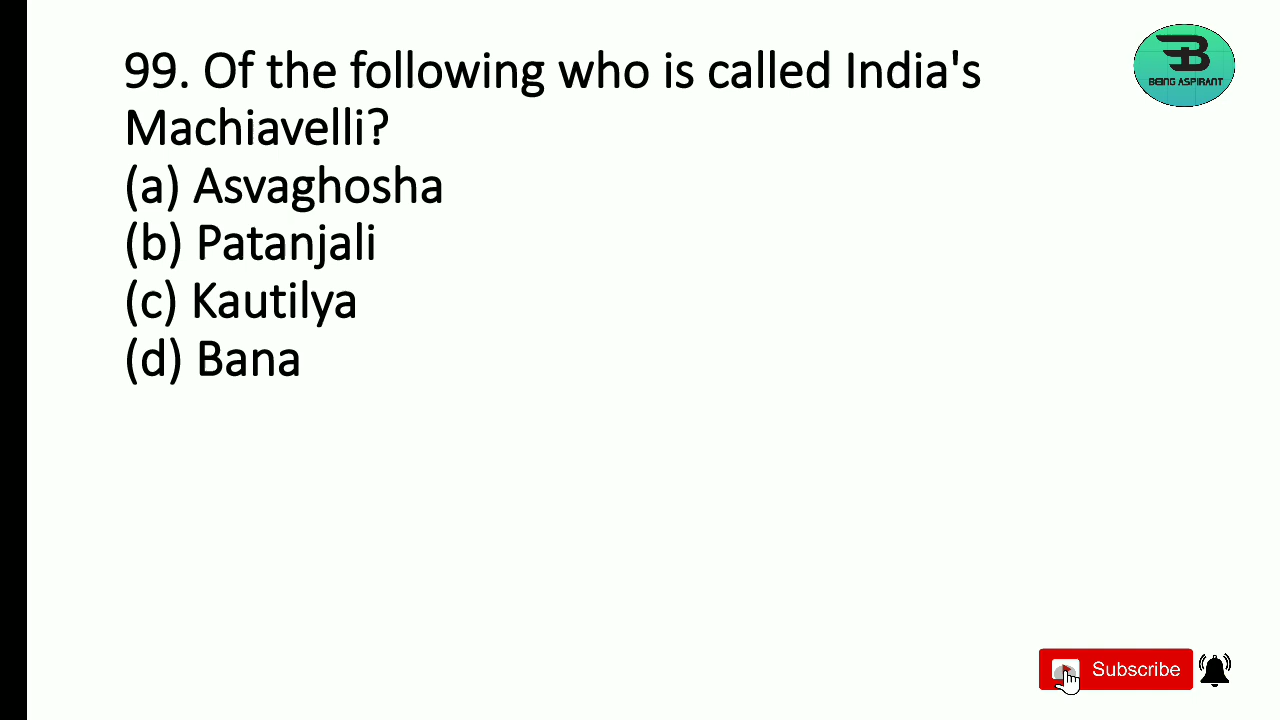 99. Of the following who is called India's
Machiavelli?
(a) Asvaghosha
(b) Patanjali
(c) Kautilya
(d) Bana
B
BEING ASPIRANT
Subscribe